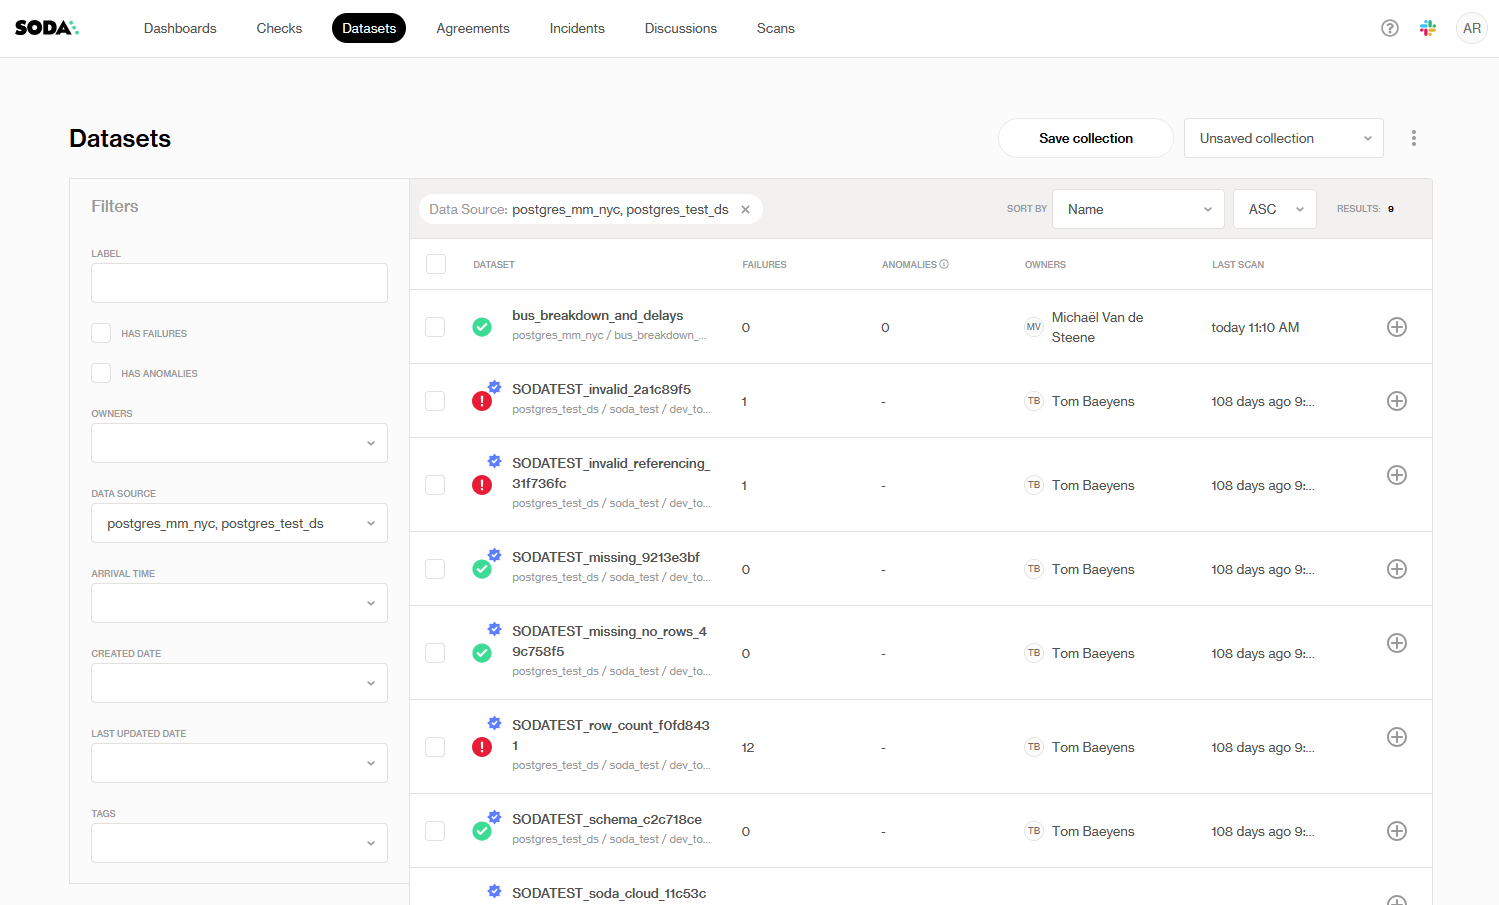 SODA
Dashboards
Checks
Datasets
Agreements
Incidents
Discussions
Scans
?
AR
Datasets
Save collection
Unsaved collection
Filters
LABEL
HAS FAILURES
HAS ANOMALIES
OWNERS
DATA SOURCE
postgres_mm_nyc, postgres_test_ds
ARRIVAL TIME
CREATED DATE
LAST UPDATED DATE
TAGS
Data Source: postgres_mm_nyc, postgres_test_ds
SORT BY
Name
ASC
RESULTS: 9
DATASET
FAILURES
ANOMALIES
OWNERS
LAST SCAN
bus_breakdown_and_delays
postgres_mm_nyc / bus_breakdown_...
0
0
MV
Michaël Van de
Steene
today 11:10 AM
SODATEST_invalid_2a1c89f5
postgres_test_ds / soda_test / dev_to...
1
-
TB
Tom Baeyens
108 days ago 9:...
SODATEST_invalid_referencing_
31f736fc
postgres_test_ds / soda_test / dev_to...
1
-
TB
Tom Baeyens
108 days ago 9:...
SODATEST_missing_9213e3bf
postgres_test_ds / soda_test / dev_to...
0
-
TB
Tom Baeyens
108 days ago 9:...
SODATEST_missing_no_rows_4
9c758f5
postgres_test_ds / soda_test / dev_to...
0
-
TB
Tom Baeyens
108 days ago 9:...
SODATEST_row_count_f0fd843
1
postgres_test_ds / soda_test / dev_to...
12
-
TB
Tom Baeyens
108 days ago 9:...
SODATEST_schema_c2c718ce
postgres_test_ds / soda_test / dev_to...
0
-
TB
Tom Baeyens
108 days ago 9:...
SODATEST_soda_cloud_11c53c